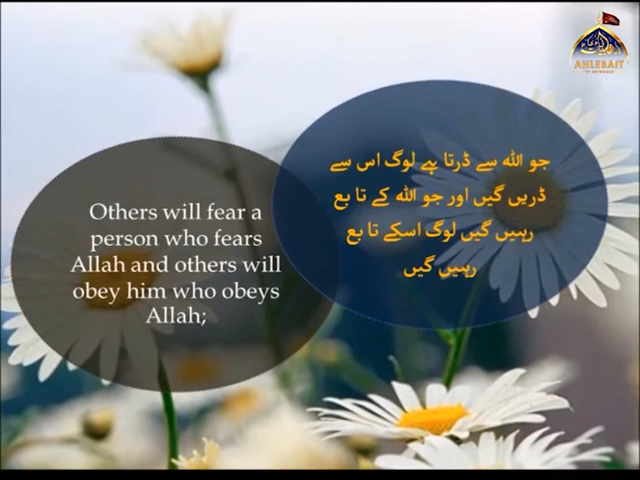 AHLEBAIT
TV NETWORK
جو اللہ سے ڈرتا ہے لوگ اس سے
ڈریں گیں اور جو اللہ کے تا بع
رہیں گیں لوگ اسکے تا بع
رہیں گیں
Others will fear a
person who fears
Allah and others will
obey him who obeys
Allah;